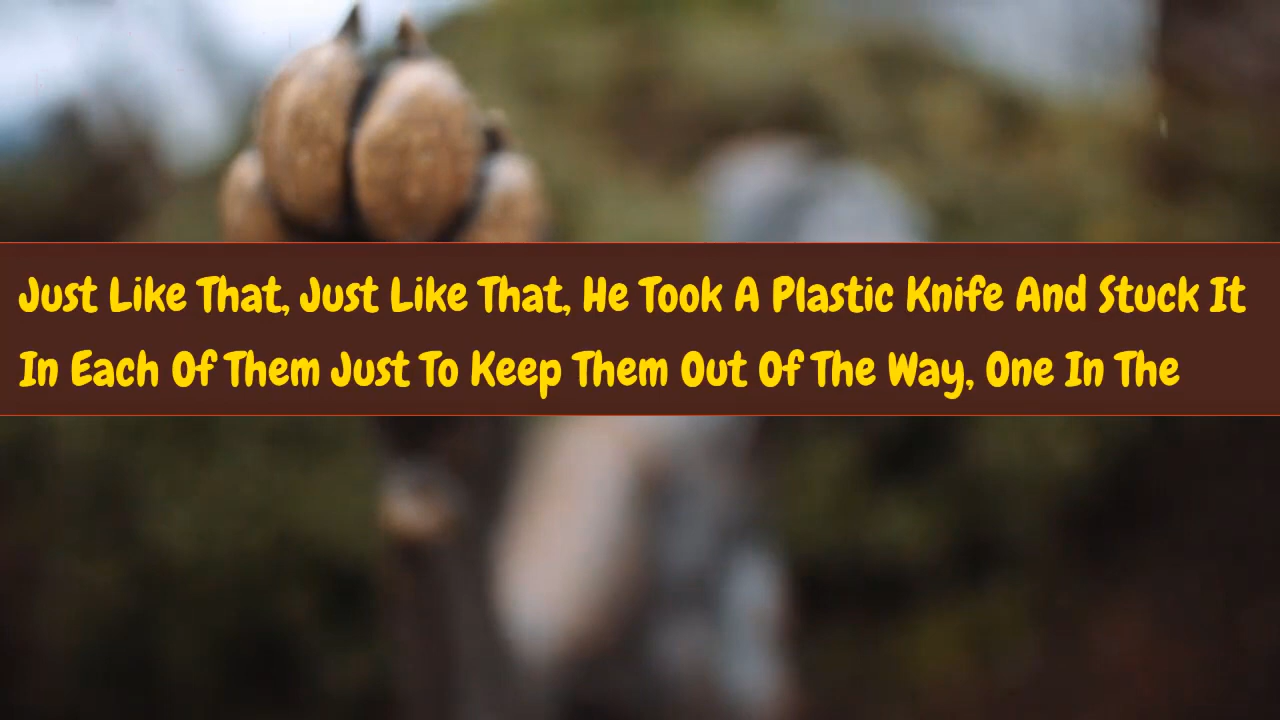 Just Like That, Just Like That, He Took A Plastic Knife And Stuck It
In Each Of Them Just To Keep Them Out Of The Way, One In The